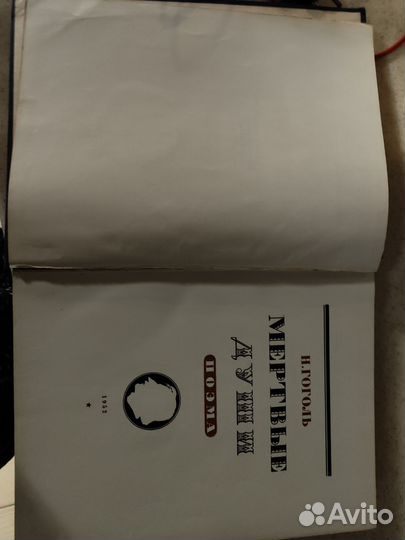 Н.ГОГОЛЬ
МЕРТВЫЕ
ДУШИ
ПОЭМА
1952
Avito